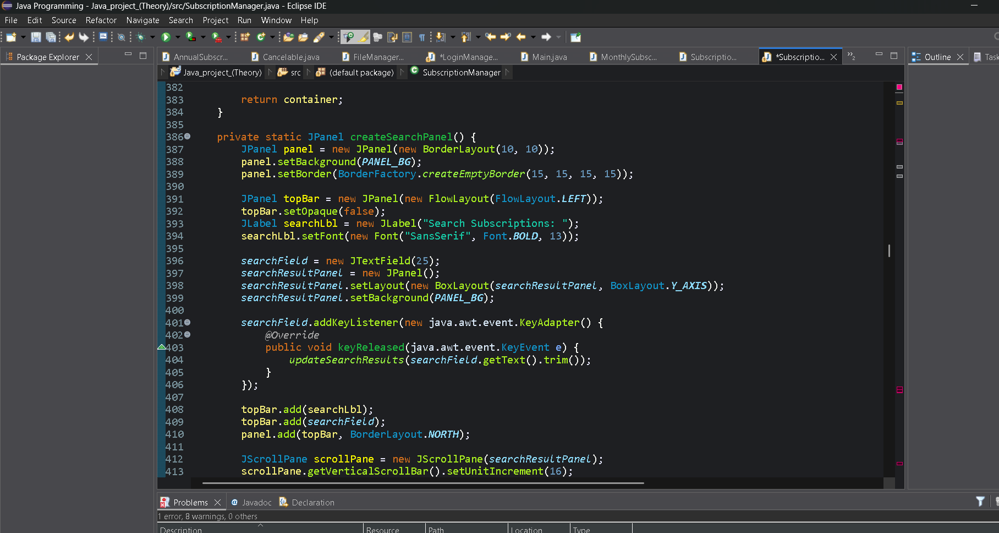 Java Programming - Java_project_(Theory)/src/SubscriptionManager.java - Eclipse IDE
File Edit Source Refactor Navigate Search Project Run Window Help
Package Explorer
AnnualSubscr... Cancelable.java FileManager... *LoginManage... Main.java MonthlySubsc... Subscriptio... *Subscriptio... »2
Outline Task
Java_project_(Theory) src (default package) SubscriptionManager
382
383 return container;
384 }
385
386 private static JPanel createSearchPanel() {
387 JPanel panel = new JPanel(new BorderLayout(10, 10));
388 panel.setBackground(PANEL_BG);
389 panel.setBorder(BorderFactory.createEmptyBorder(15, 15, 15, 15));
390
391 JPanel topBar = new JPanel(new FlowLayout(FlowLayout.LEFT));
392 topBar.setOpaque(false);
393 JLabel searchLbl = new JLabel("Search Subscriptions: ");
394 searchLbl.setFont(new Font("SansSerif", Font.BOLD, 13));
395
396 searchField = new JTextField(25);
397 searchResultPanel = new JPanel();
398 searchResultPanel.setLayout(new BoxLayout(searchResultPanel, BoxLayout.Y_AXIS));
399 searchResultPanel.setBackground(PANEL_BG);
400
401 searchField.addKeyListener(new java.awt.event.KeyAdapter() {
402 @Override
403 public void keyReleased(java.awt.event.KeyEvent e) {
404 updateSearchResults(searchField.getText().trim());
405 }
406 });
407
408 topBar.add(searchLbl);
409 topBar.add(searchField);
410 panel.add(topBar, BorderLayout.NORTH);
411
412 JScrollPane scrollPane = new JScrollPane(searchResultPanel);
413 scrollPane.getVerticalScrollBar().setUnitIncrement(16);
Problems @ Javadoc Declaration
1 error, 8 warnings, 0 others
Description Resource Path Location Type